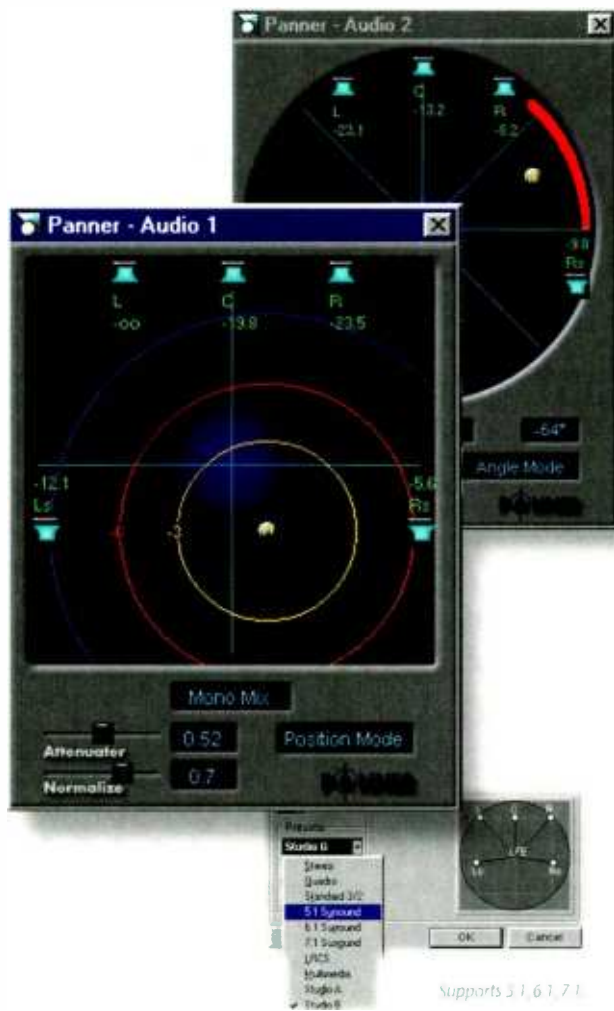 Panner - Audio 2
C
-13.2
L
-23.1
R
-6.2
-9.8
Rs
-64°
Angle Mode
Panner - Audio 1
L
-oo
C
-19.8
R
-23.5
-12.1
Ls
-5.6
Rs
Mono Mix
Attenuator
0.52
Position Mode
Normalize
0.7
Presets
Stereo
Quadro
Standard 3/2
5.1 Surround
6.1 Surround
7.1 Surround
LRCS
Multimedia
Studio A
Studio B
LFE
OK
Cancel
Supports 5.1, 6.1, 7.1